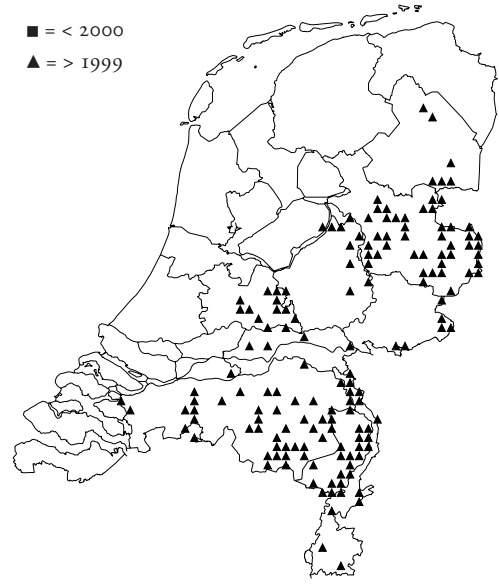 ■ = < 2000
▲ = > 1999